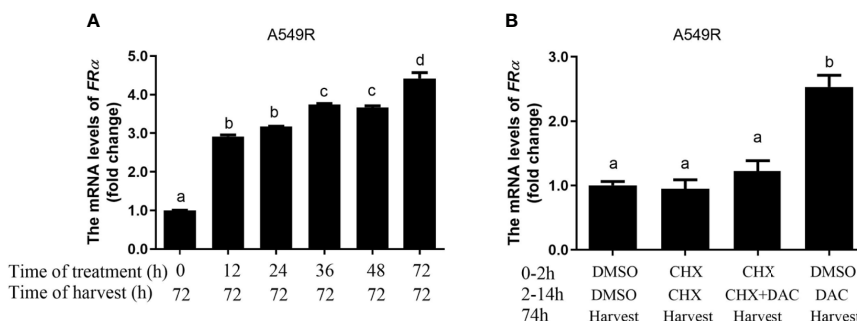 A
A549R
The mRNA levels of FRα
(fold change)
5.0
4.0
3.0
2.0
1.0
0.0
a
b
b
c
c
d
Time of treatment (h) 0 12 24 36 48 72
Time of harvest (h) 72 72 72 72 72 72
B
A549R
The mRNA levels of FRα
(fold change)
3.0
2.0
1.0
0.0
a
a
a
b
0-2h DMSO CHX CHX DMSO
2-14h DMSO CHX CHX+DAC DAC
74h Harvest Harvest Harvest Harvest